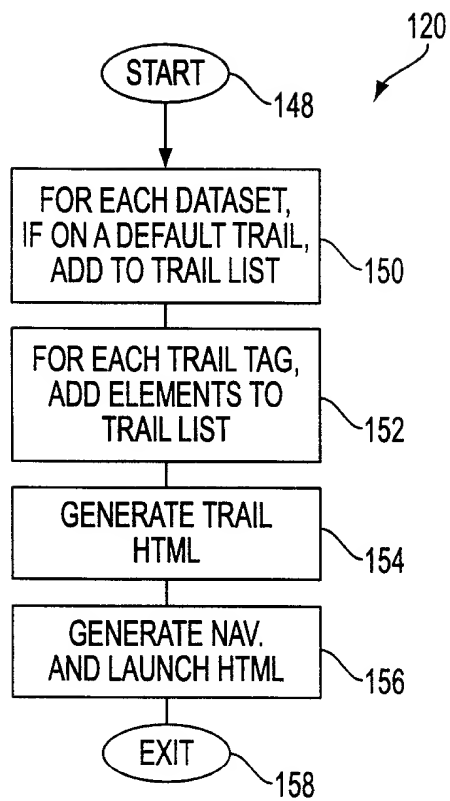 120
START
148
FOR EACH DATASET,
IF ON A DEFAULT TRAIL,
ADD TO TRAIL LIST
150
FOR EACH TRAIL TAG,
ADD ELEMENTS TO
TRAIL LIST
152
GENERATE TRAIL
HTML
154
GENERATE NAV.
AND LAUNCH HTML
156
EXIT
158